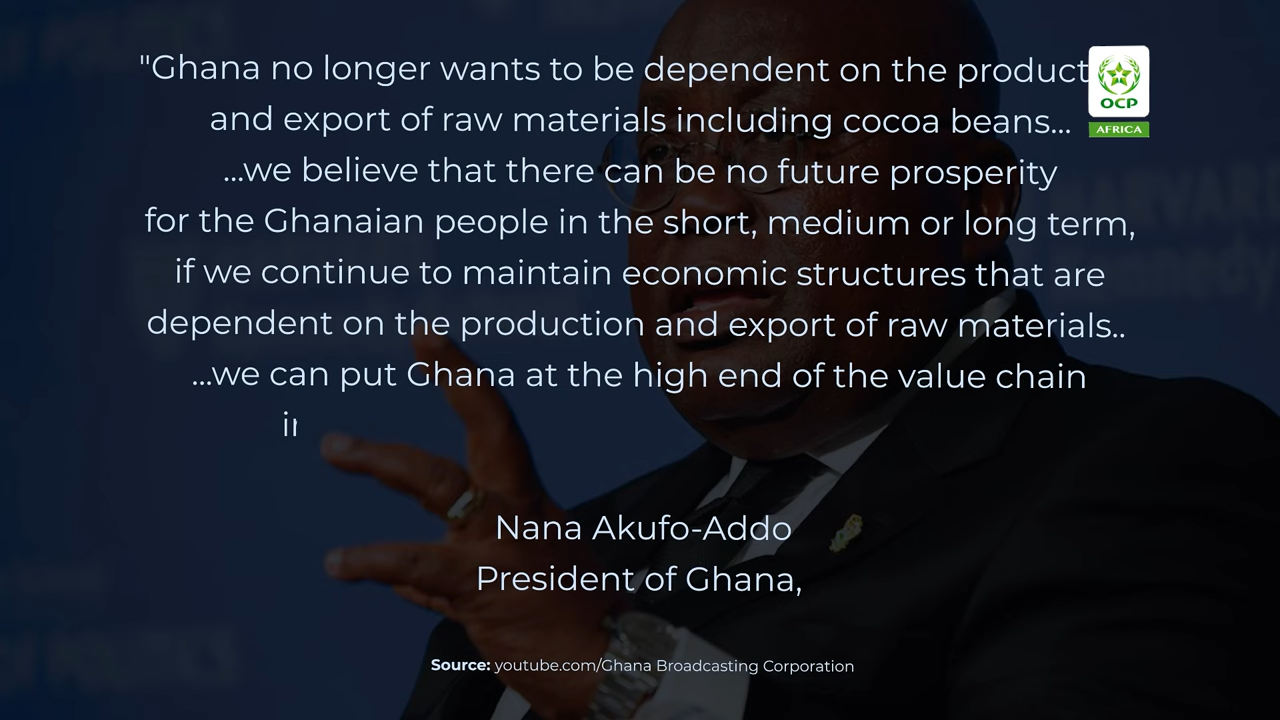 "Ghana no longer wants to be dependent on the product
and export of raw materials including cocoa beans...
...we believe that there can be no future prosperity
for the Ghanaian people in the short, medium or long term,
if we continue to maintain economic structures that are
dependent on the production and export of raw materials..
...we can put Ghana at the high end of the value chain
Nana Akufo-Addo
President of Ghana,
Source: youtube.com/Ghana Broadcasting Corporation
OCP
AFRICA